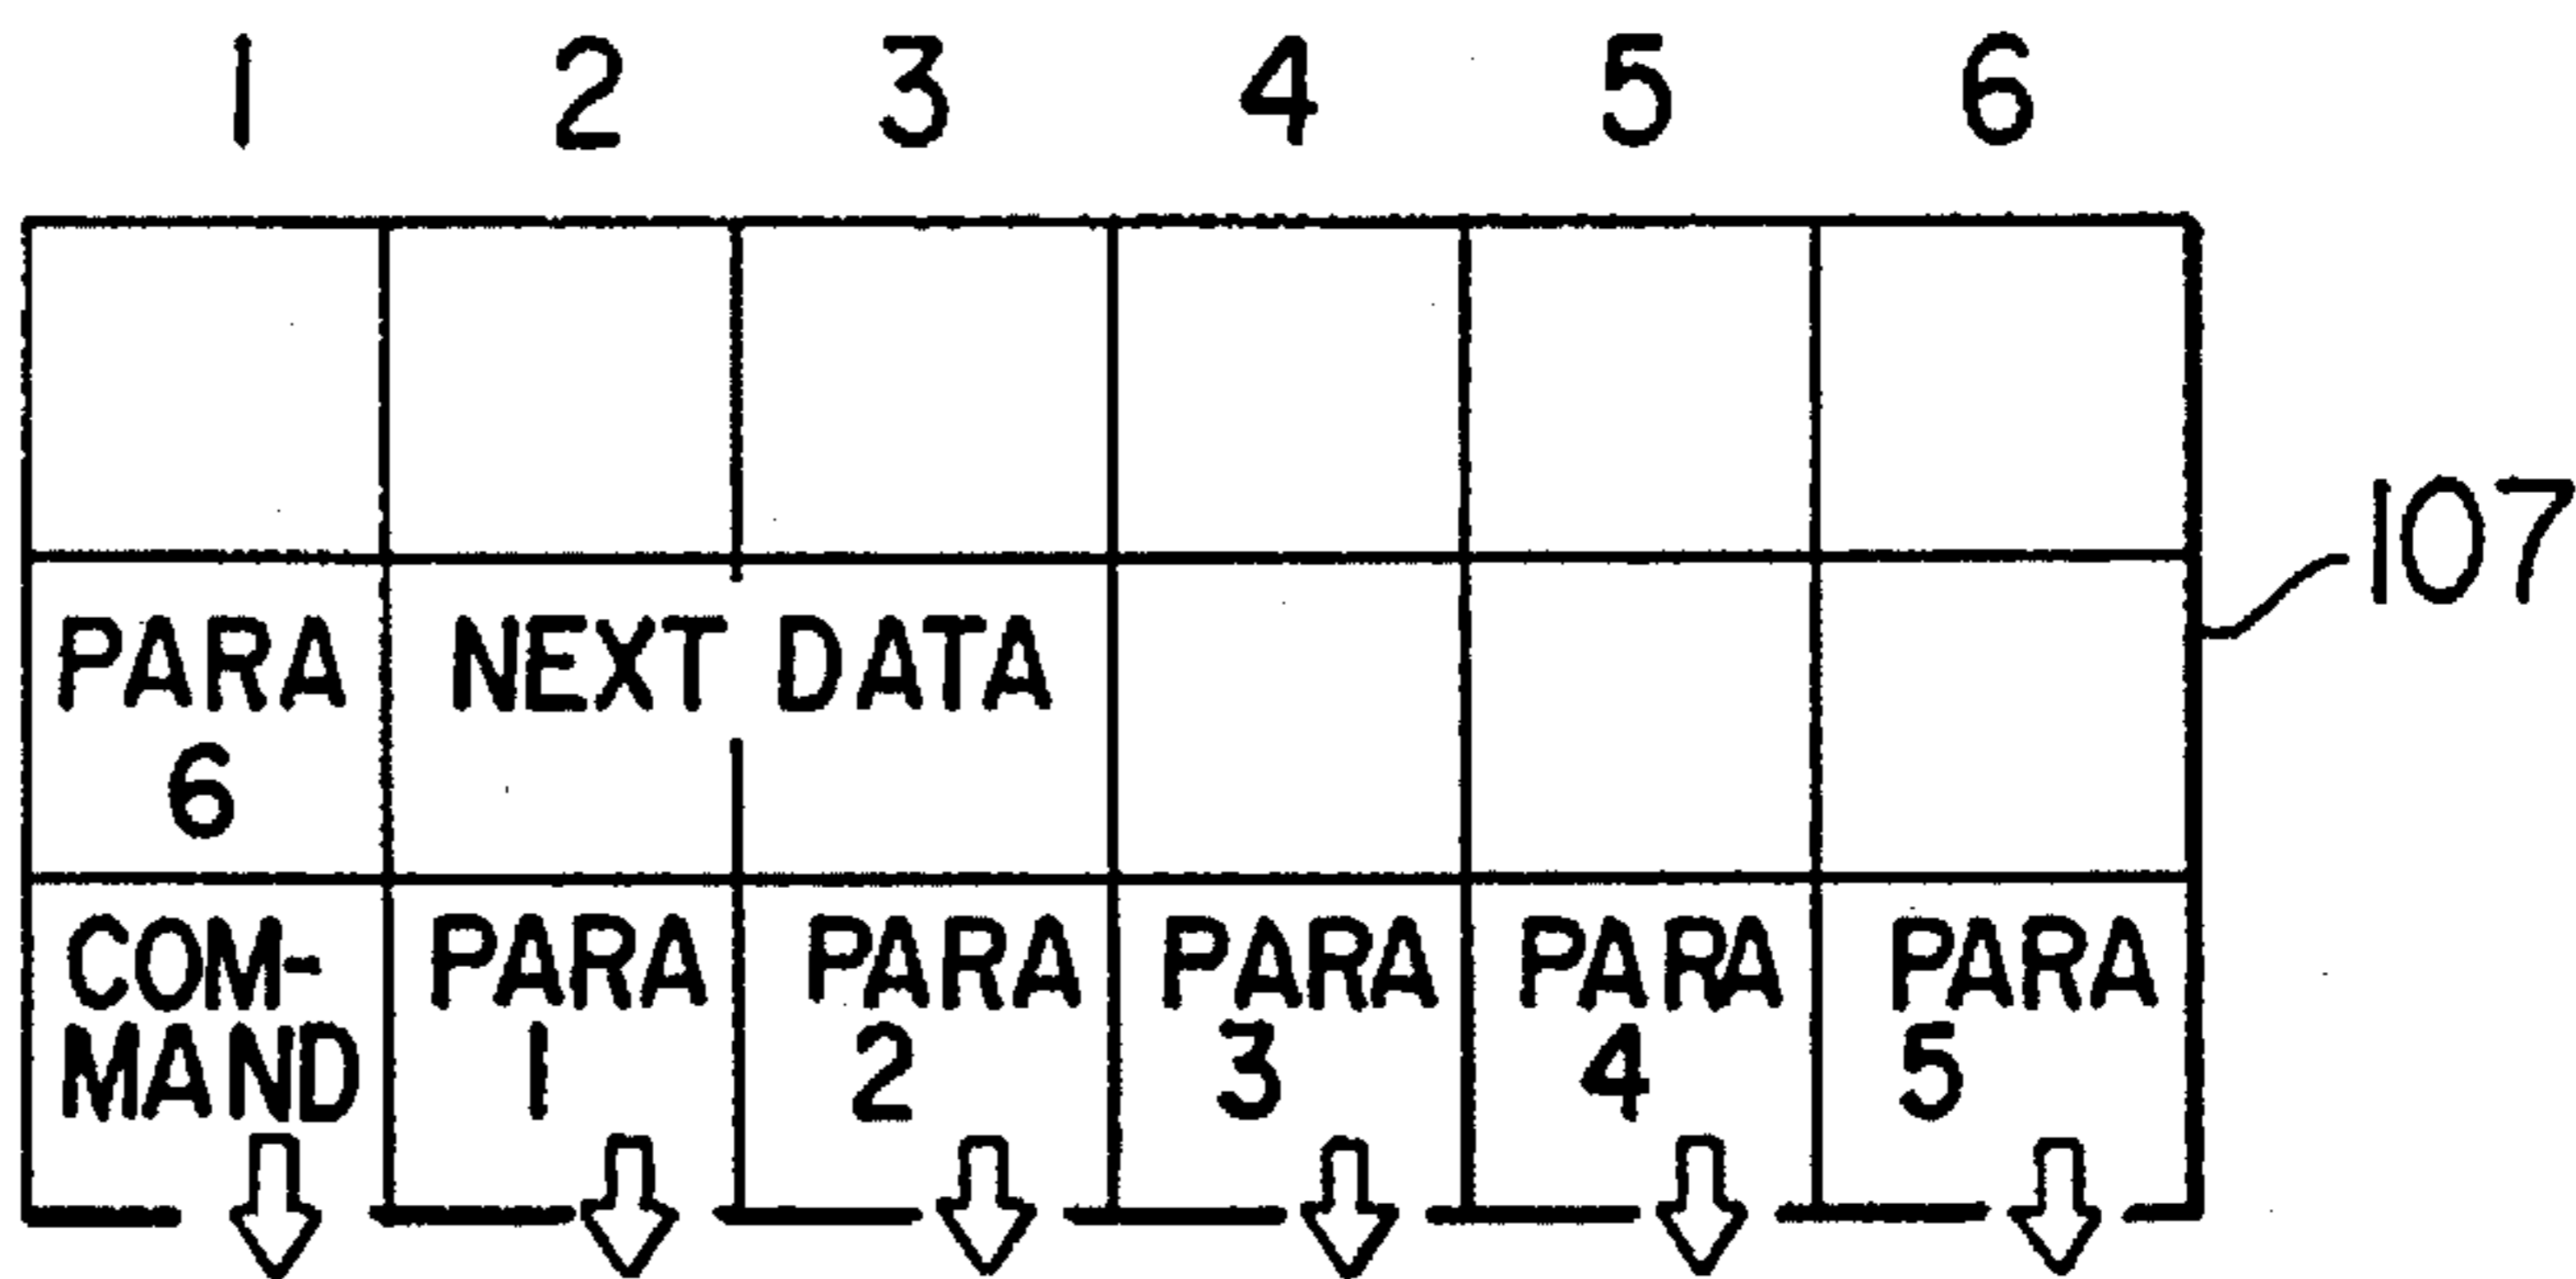 1 2 3 4 5 6
107
PARA NEXT DATA
6
COM- PARA PARA PARA PARA PARA
MAND 1 2 3 4 5